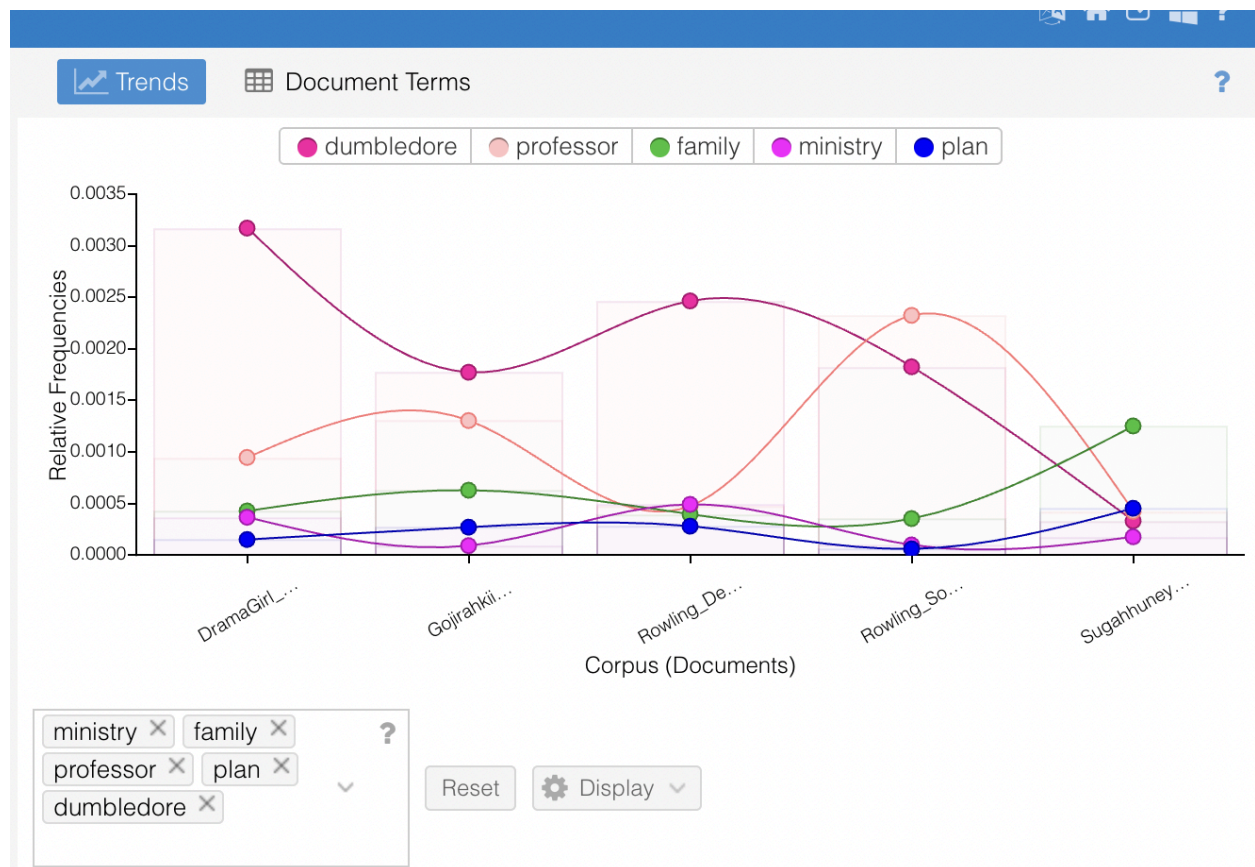 Trends Document Terms ?
dumbledore professor family ministry plan
0.0035
0.0030
0.0025
0.0020
0.0015
0.0010
0.0005
0.0000
Relative Frequencies
DramaGirl_... Gojirahkii... Rowling_De... Rowling_So... Sugahhuney...
Corpus (Documents)
ministry × family × ?
professor × plan ×
dumbledore ×
Reset Display